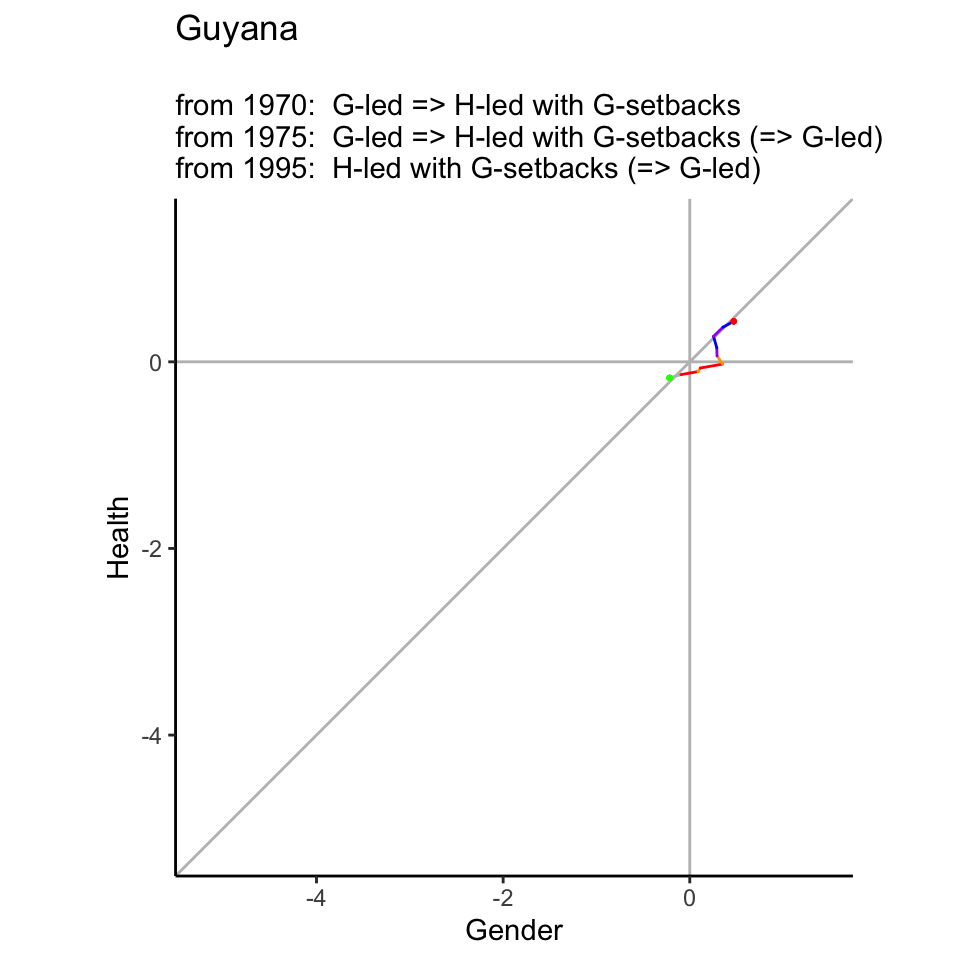 Guyana
from 1970:  G-led => H-led with G-setbacks
from 1975:  G-led => H-led with G-setbacks (=> G-led)
from 1995:  H-led with G-setbacks (=> G-led)
0
-2
-4
Health
-4
-2
0
Gender